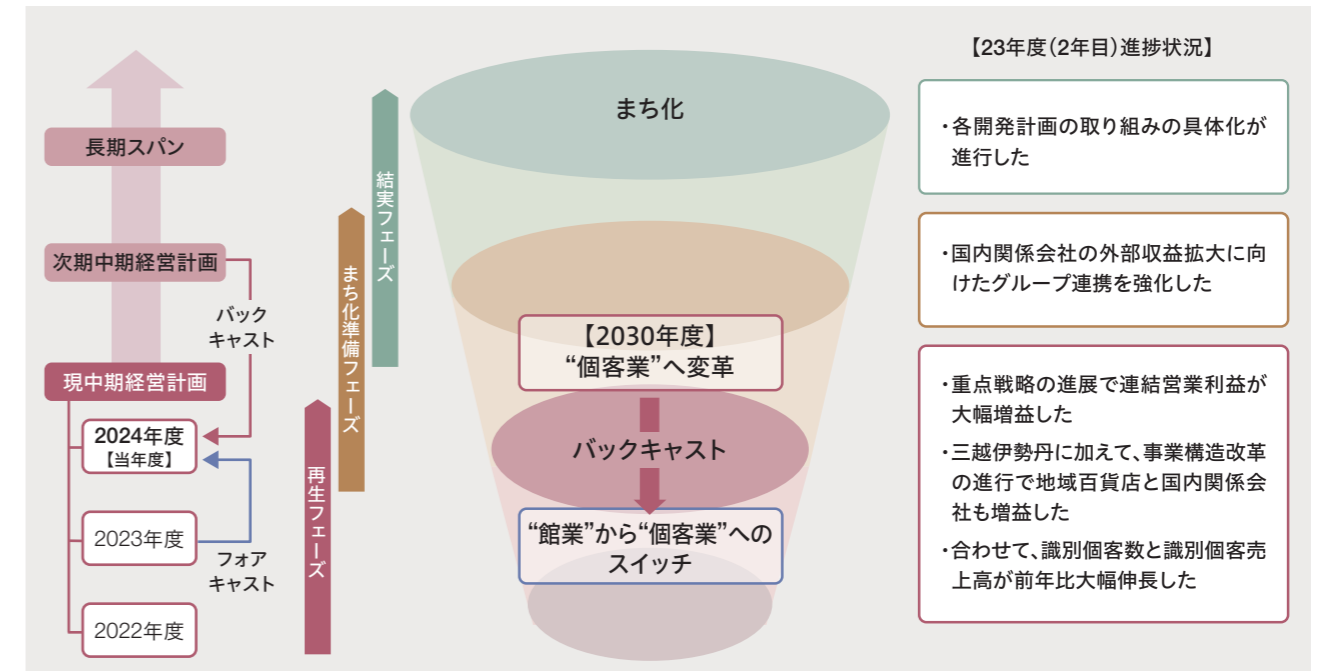 長期スパン
次期中期経営計画
バック
キャスト
現中期経営計画
2024年度
【当年度】
2023年度
フォア
キャスト
2022年度
再生フェーズ
まち化準備フェーズ
結実フェーズ
まち化
【2030年度】
“個客業”へ変革
バックキャスト
“館業”から“個客業”への
スイッチ
【23年度(2年目)進捗状況】
・各開発計画の取り組みの具体化が
進行した
・国内関係会社の外部収益拡大に向
けたグループ連携を強化した
・重点戦略の進展で連結営業利益が
大幅増益した
・三越伊勢丹に加えて、事業構造改革
の進行で地域百貨店と国内関係会
社も増益した
・合わせて、識別個客数と識別個客売
上高が前年比大幅伸長した